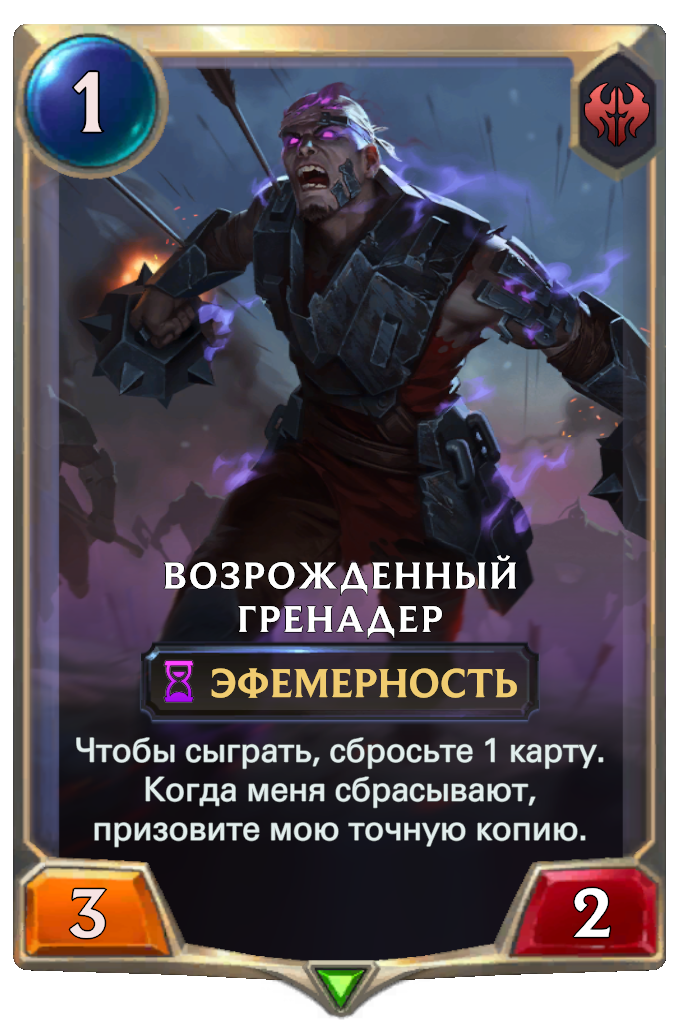 1
ВОЗРОЖДЕННЫЙ
ГРЕНАДЕР
ЭФЕМЕРНОСТЬ
Чтобы сыграть, сбросьте 1 карту.
Когда меня сбрасывают,
призовите мою точную копию.
3
2